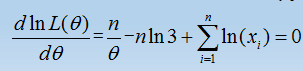 d ln L(θ)/dθ = n/θ − n ln 3 + ∑_{i=1}^{n} ln(x_i) = 0